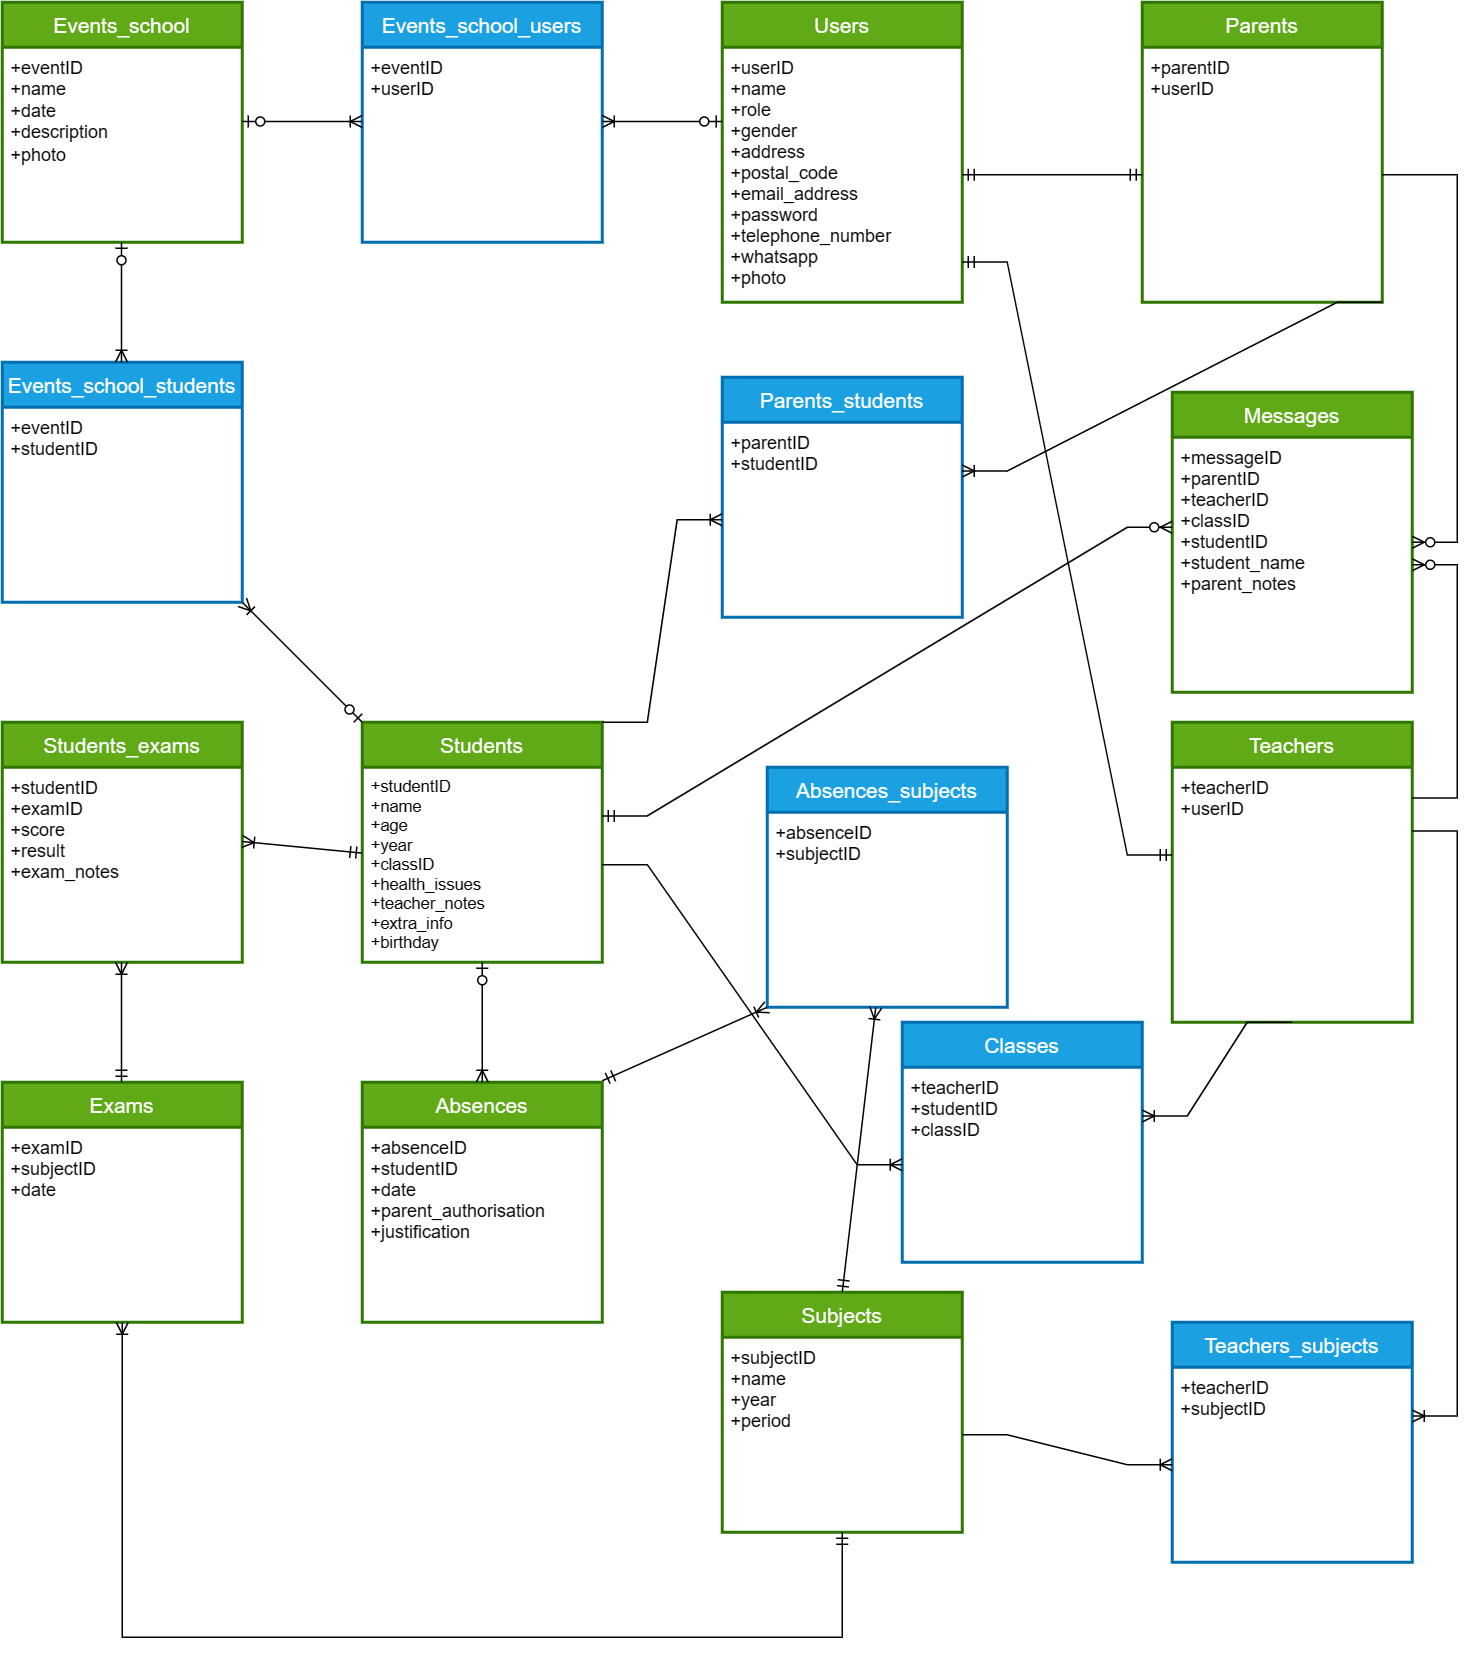 Events_school
+eventID
+name
+date
+description
+photo
Events_school_users
+eventID
+userID
Users
+userID
+name
+role
+gender
+address
+postal_code
+email_address
+password
+telephone_number
+whatsapp
+photo
Parents
+parentID
+userID
Events_school_students
+eventID
+studentID
Parents_students
+parentID
+studentID
Messages
+messageID
+parentID
+teacherID
+classID
+studentID
+student_name
+parent_notes
Students_exams
+studentID
+examID
+score
+result
+exam_notes
Students
+studentID
+name
+age
+year
+classID
+health_issues
+teacher_notes
+extra_info
+birthday
Absences_subjects
+absenceID
+subjectID
Teachers
+teacherID
+userID
Exams
+examID
+subjectID
+date
Absences
+absenceID
+studentID
+date
+parent_authorisation
+justification
Classes
+teacherID
+studentID
+classID
Subjects
+subjectID
+name
+year
+period
Teachers_subjects
+teacherID
+subjectID